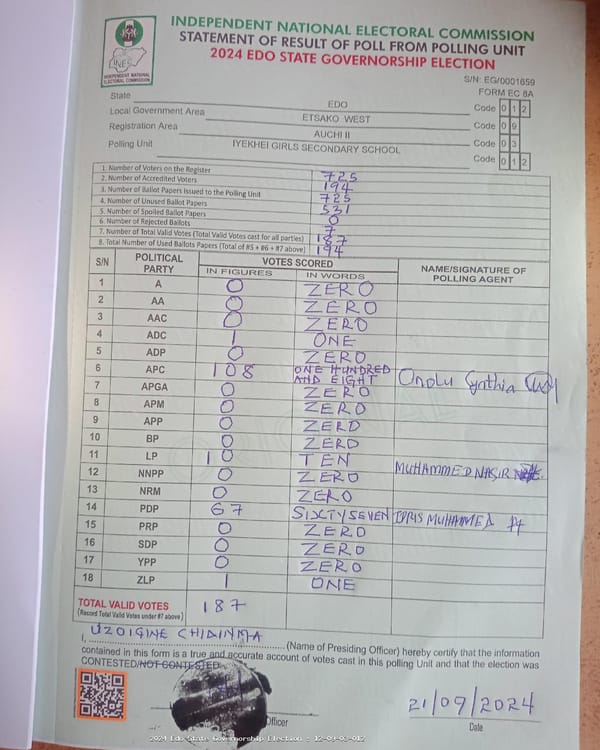 INDEPENDENT NATIONAL ELECTORAL COMMISSION
STATEMENT OF RESULT OF POLL FROM POLLING UNIT
2024 EDO STATE GOVERNORSHIP ELECTION
INEC
INDEPENDENT NATIONAL ELECTORAL COMMISSION
S/N: EG/0001659
FORM EC 8A
State EDO Code 0 1 2
Local Government Area ETSAKO WEST Code 0 9
Registration Area AUCHI II Code 0 3
Polling Unit IYEKHEI GIRLS SECONDARY SCHOOL Code 0 1 2
1. Number of Voters on the Register 725
2. Number of Accredited Voters 194
3. Number of Ballot Papers Issued to the Polling Unit 725
4. Number of Unused Ballot Papers 531
5. Number of Spoiled Ballot Papers 0
6. Number of Rejected Ballots 7
7. Number of Total Valid Votes (Total Valid Votes cast for all parties) 187
8. Total Number of Used Ballots Papers (Total of #5 + #6 + #7 above) 194
S/N POLITICAL PARTY VOTES SCORED NAME/SIGNATURE OF POLLING AGENT
IN FIGURES IN WORDS
1 A 0 ZERO
2 AA 0 ZERO
3 AAC 0 ZERO
4 ADC 1 ONE
5 ADP 0 ZERO
6 APC 108 ONE HUNDRED AND EIGHT Cynthia
7 APGA 0 ZERO
8 APM 0 ZERO
9 APP 0 ZERO
10 BP 0 ZERO
11 LP 10 TEN MUHAMMED NASIR
12 NNPP 0 ZERO
13 NRM 0 ZERO
14 PDP 67 SIXTY SEVEN IDRIS MUHAMMED
15 PRP 0 ZERO
16 SDP 0 ZERO
17 YPP 0 ZERO
18 ZLP 1 ONE
TOTAL VALID VOTES 187
(Record Total Valid Votes under #7 above)
I, UZOIGINE CHIDINMA (Name of Presiding Officer) hereby certify that the information
contained in this form is a true and accurate account of votes cast in this polling Unit and that the election was
CONTESTED/NOT CONTESTED
Officer
21/09/2024
Date
2024 Edo State Governorship Election - 12-09-03-012